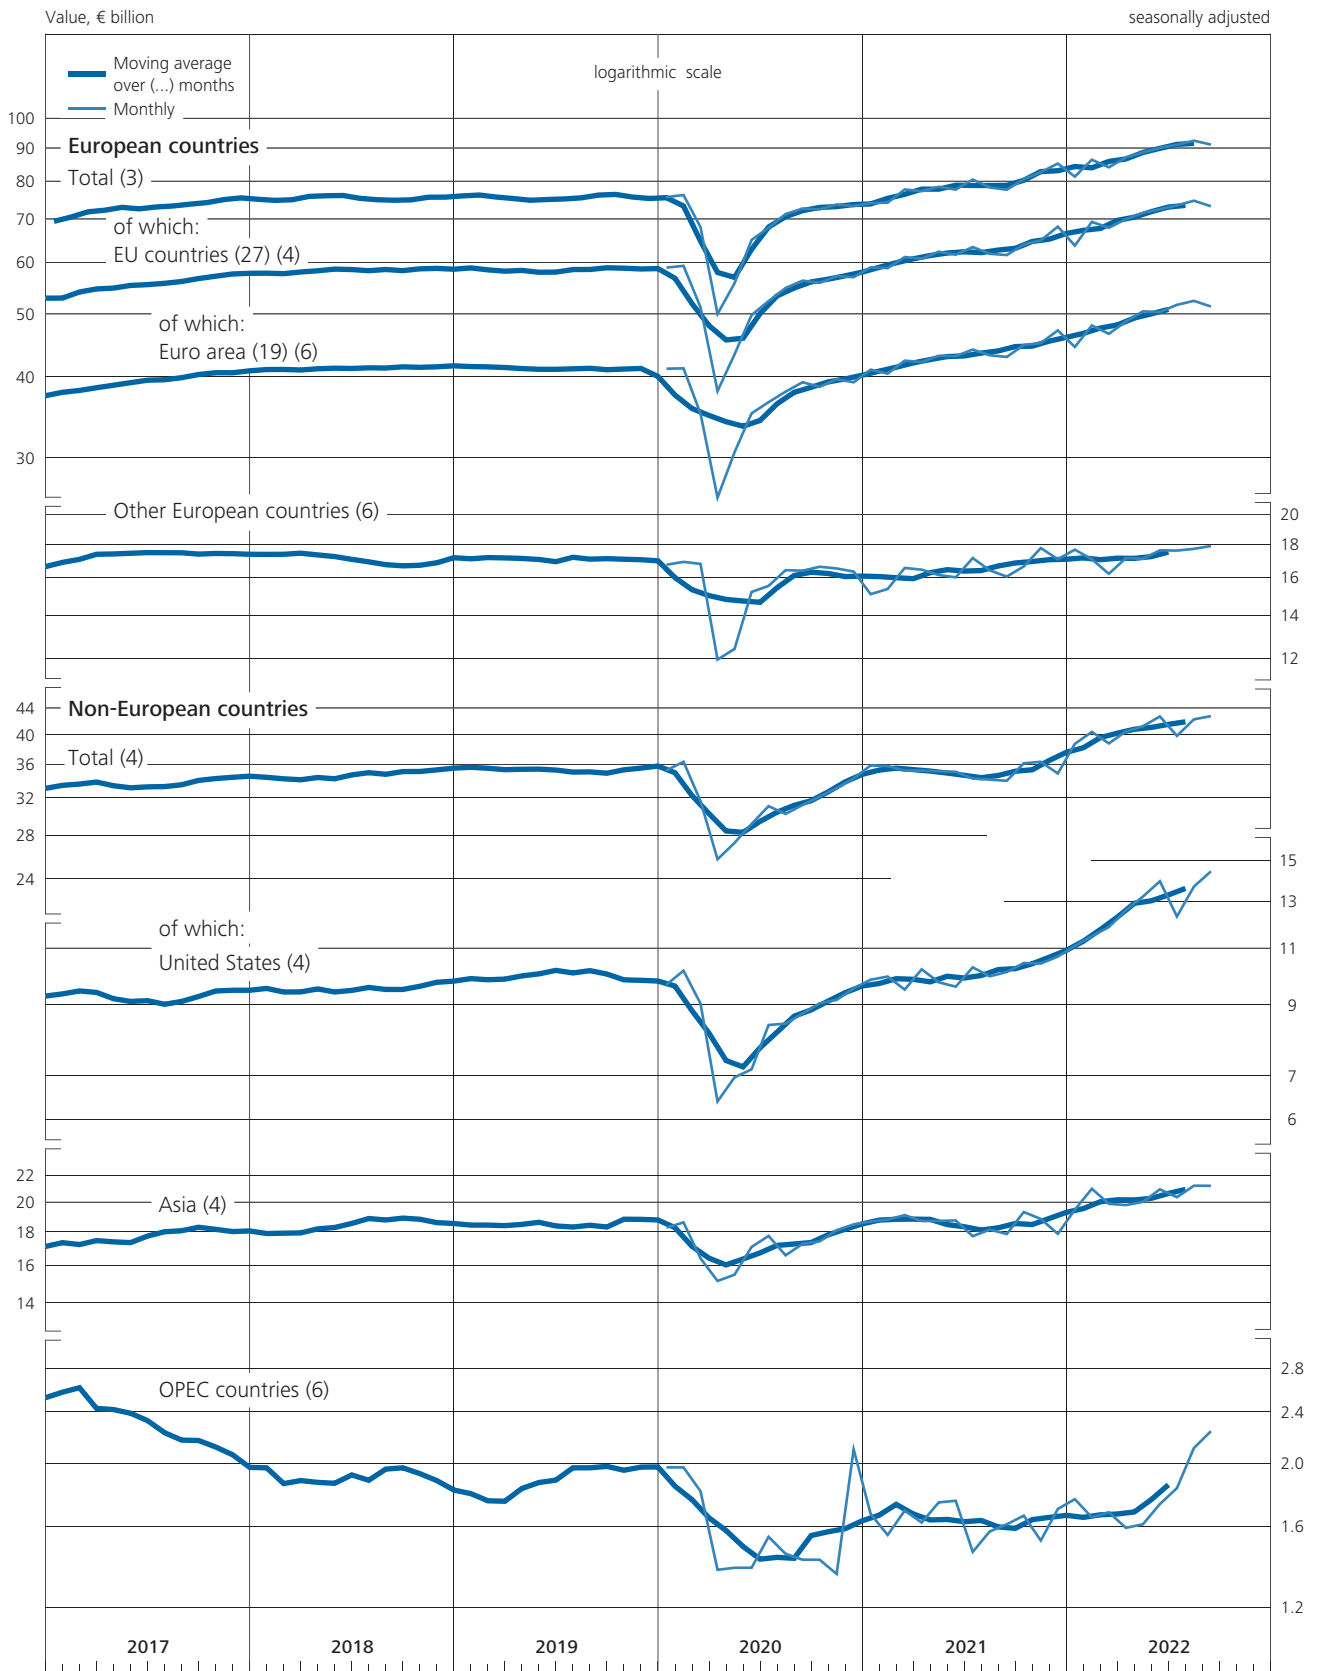 Value, € billion
seasonally adjusted
Moving average
over (...) months
Monthly
logarithmic scale
100
90
80
70
60
50
40
30
European countries
Total (3)
of which:
EU countries (27) (4)
of which:
Euro area (19) (6)
Other European countries (6)
20
18
16
14
12
44
40
36
32
28
24
Non-European countries
Total (4)
15
13
11
9
7
6
of which:
United States (4)
22
20
18
16
14
Asia (4)
2.8
2.4
2.0
1.6
1.2
OPEC countries (6)
2017
2018
2019
2020
2021
2022